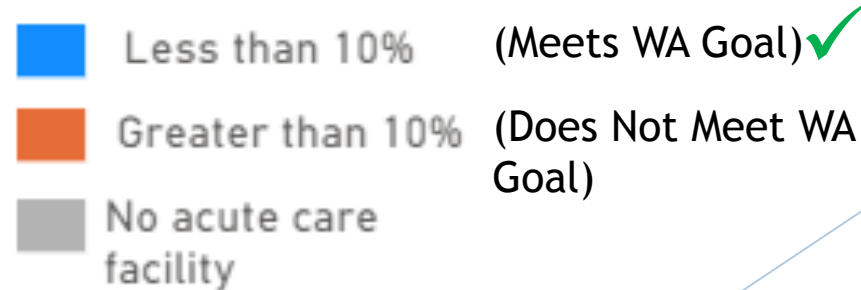 Less than 10% (Meets WA Goal)✓
Greater than 10% (Does Not Meet WA
Goal)
No acute care
facility